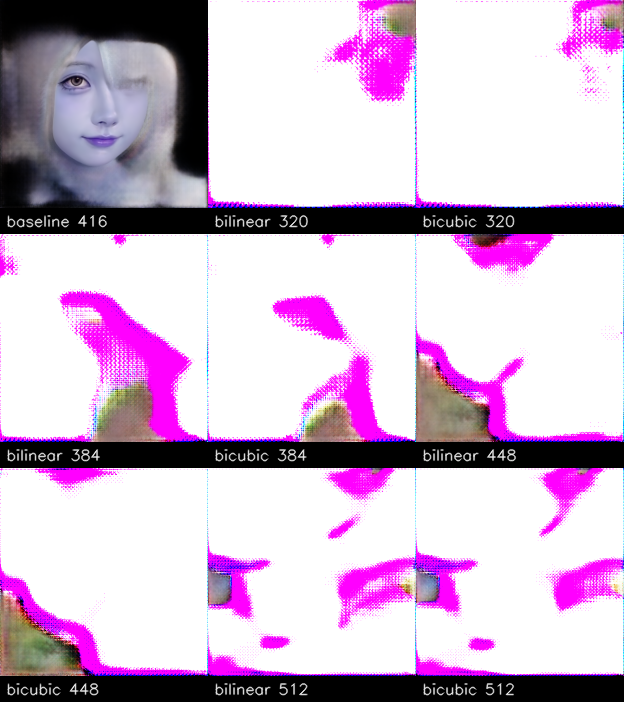 baseline 416
bilinear 320
bicubic 320
bilinear 384
bicubic 384
bilinear 448
bicubic 448
bilinear 512
bicubic 512